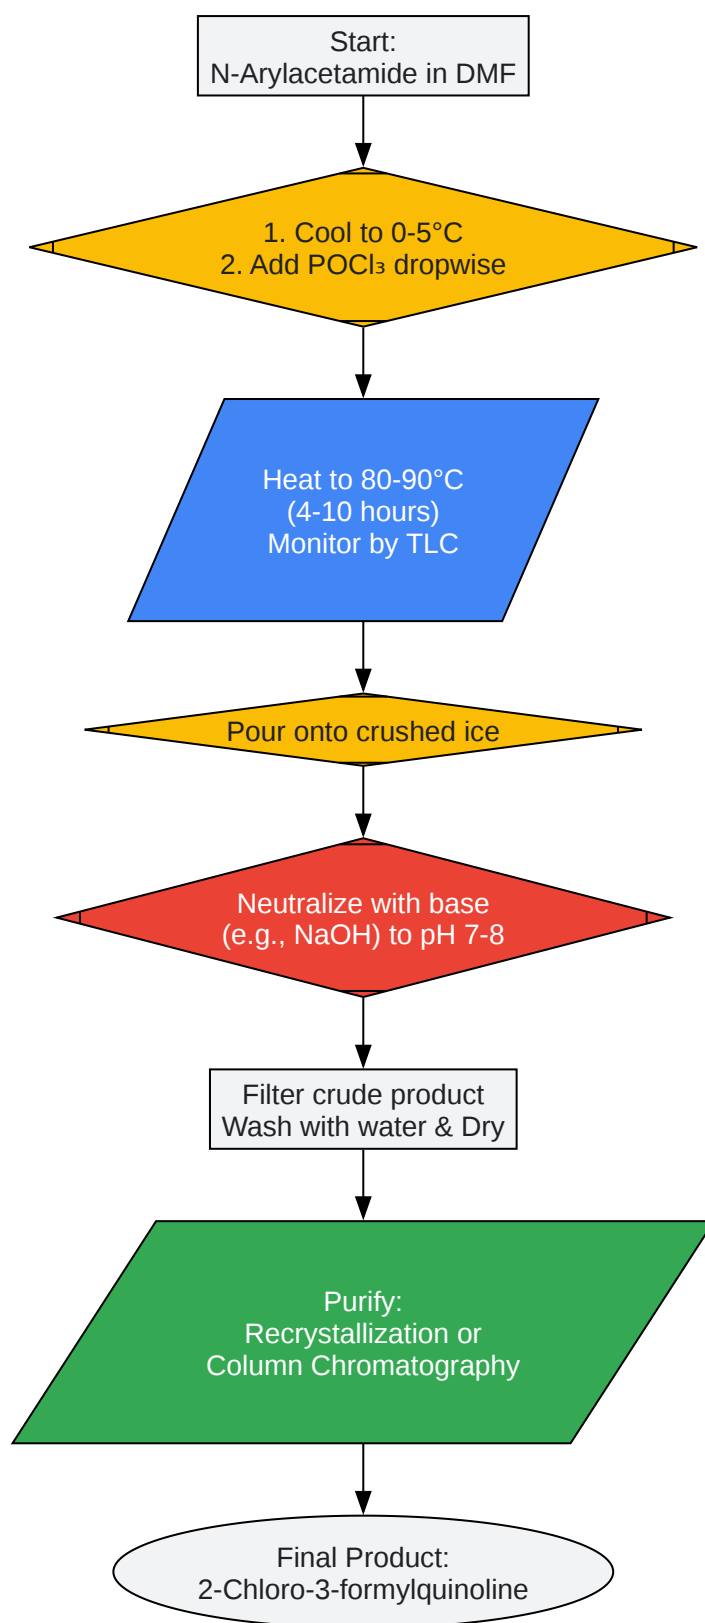 Start:
N-Arylacetamide in DMF
1. Cool to 0-5°C
2. Add POCl₃ dropwise
Heat to 80-90°C
(4-10 hours)
Monitor by TLC
Pour onto crushed ice
Neutralize with base
(e.g., NaOH) to pH 7-8
Filter crude product
Wash with water & Dry
Purify:
Recrystallization or
Column Chromatography
Final Product:
2-Chloro-3-formylquinoline